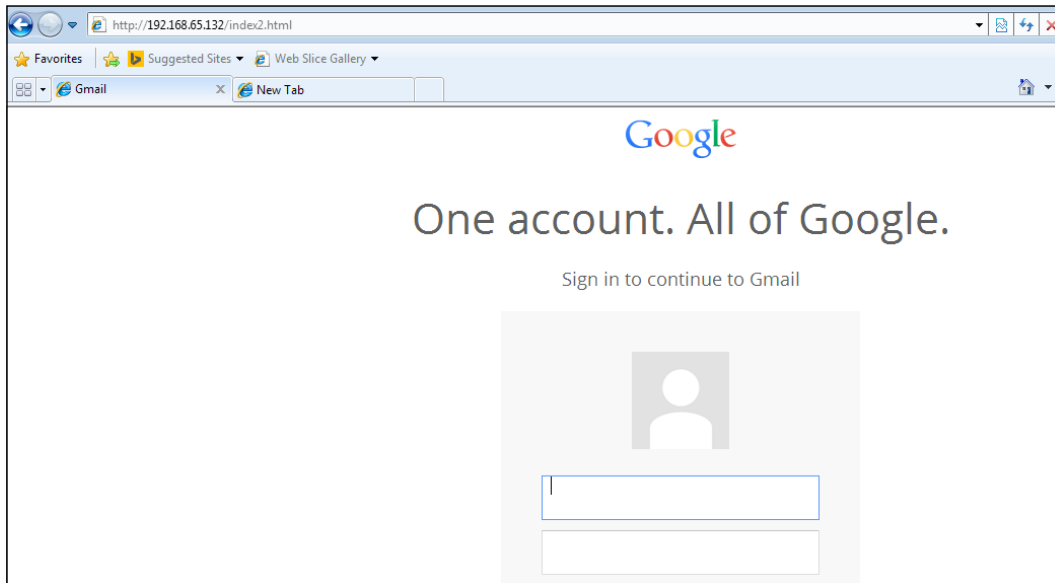 http://192.168.65.132/index2.html
Favorites Suggested Sites Web Slice Gallery
Gmail X New Tab
Google
One account. All of Google.
Sign in to continue to Gmail